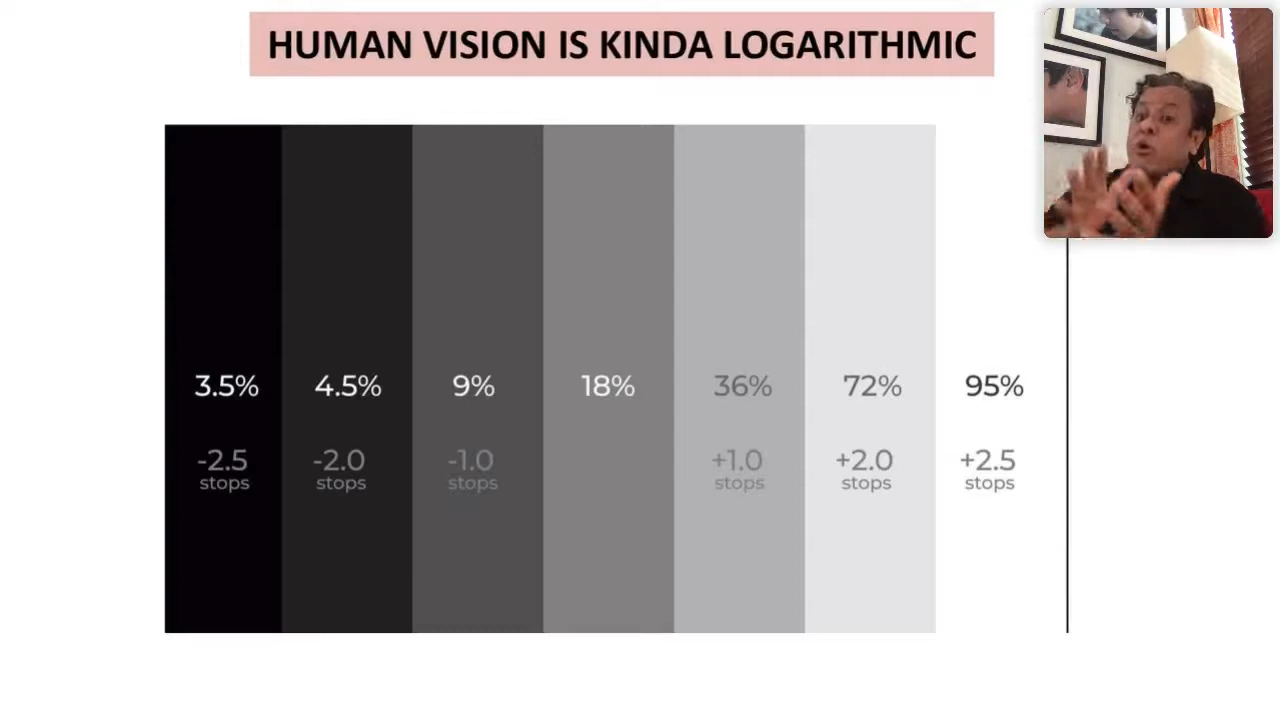 HUMAN VISION IS KINDA LOGARITHMIC
3.5% 4.5% 9% 18% 36% 72% 95%
-2.5 -2.0 -1.0 +1.0 +2.0 +2.5
stops stops stops stops stops stops